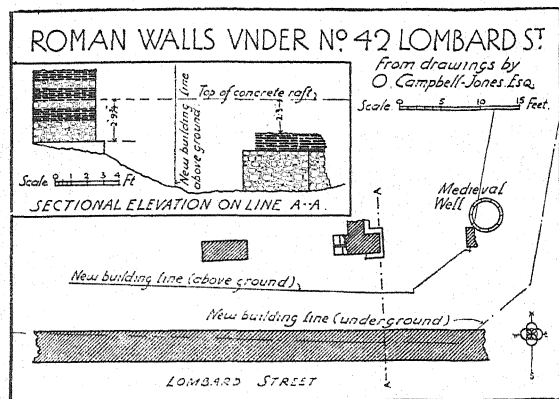 ROMAN WALLS VNDER Nº 42 LOMBARD ST.
From drawings by
O. Campbell-Jones. Esq.
Scale 0 5 10 15 Feet.
New building line
above ground
Top of concrete raft
Scale 0 1 2 3 4 Ft
SECTIONAL ELEVATION ON LINE A-A.
Medieval
Well
New building line (above ground)
New building line (underground)
LOMBARD STREET
A
A